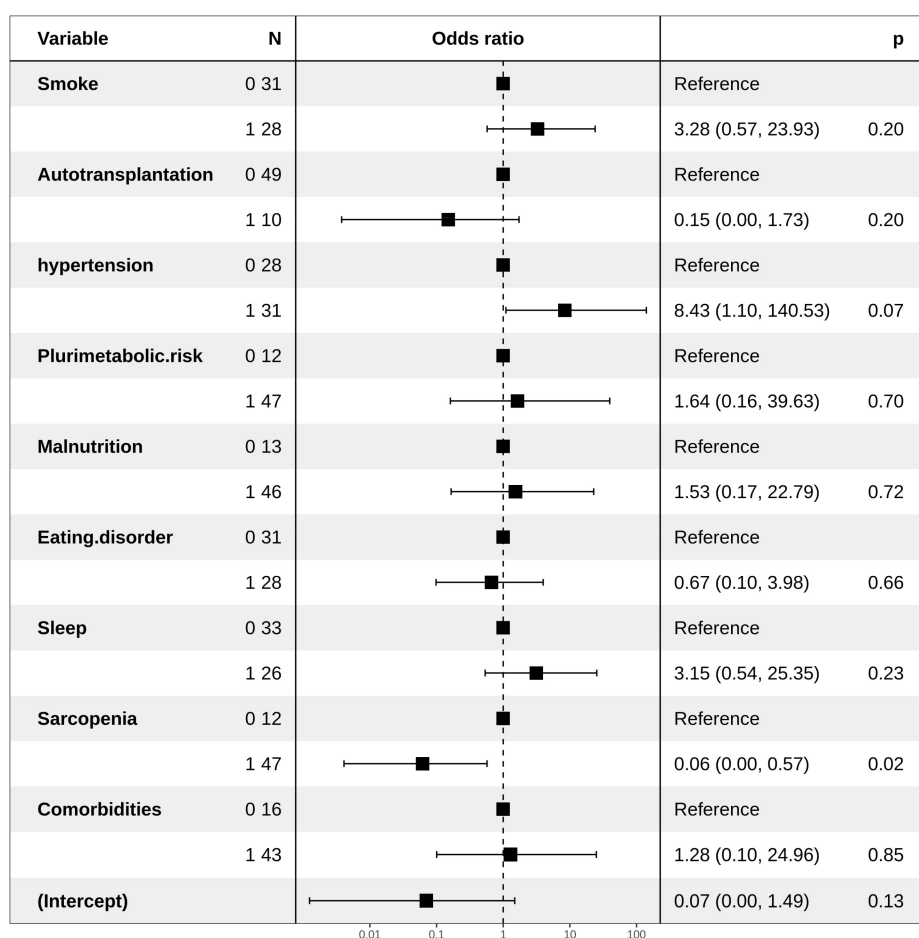 Variable N Odds ratio p
Smoke 0 31 Reference
1 28 3.28 (0.57, 23.93) 0.20
Autotransplantation 0 49 Reference
1 10 0.15 (0.00, 1.73) 0.20
hypertension 0 28 Reference
1 31 8.43 (1.10, 140.53) 0.07
Plurimetabolic.risk 0 12 Reference
1 47 1.64 (0.16, 39.63) 0.70
Malnutrition 0 13 Reference
1 46 1.53 (0.17, 22.79) 0.72
Eating.disorder 0 31 Reference
1 28 0.67 (0.10, 3.98) 0.66
Sleep 0 33 Reference
1 26 3.15 (0.54, 25.35) 0.23
Sarcopenia 0 12 Reference
1 47 0.06 (0.00, 0.57) 0.02
Comorbidities 0 16 Reference
1 43 1.28 (0.10, 24.96) 0.85
(Intercept) 0.07 (0.00, 1.49) 0.13
0.01 0.1 1 10 100